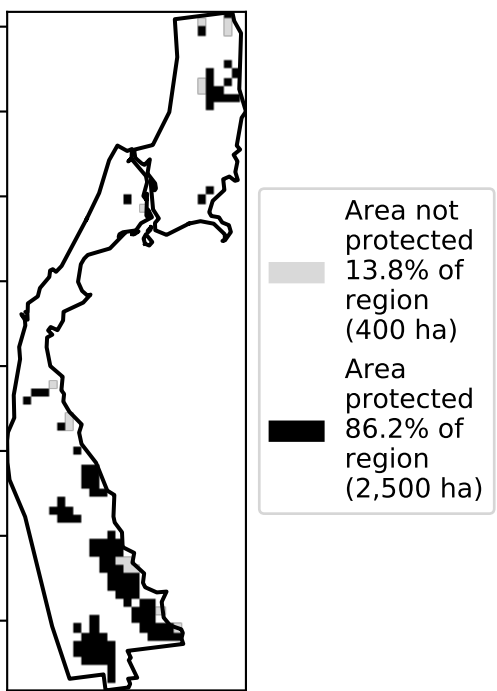 Area not
protected
13.8% of
region
(400 ha)
Area
protected
86.2% of
region
(2,500 ha)